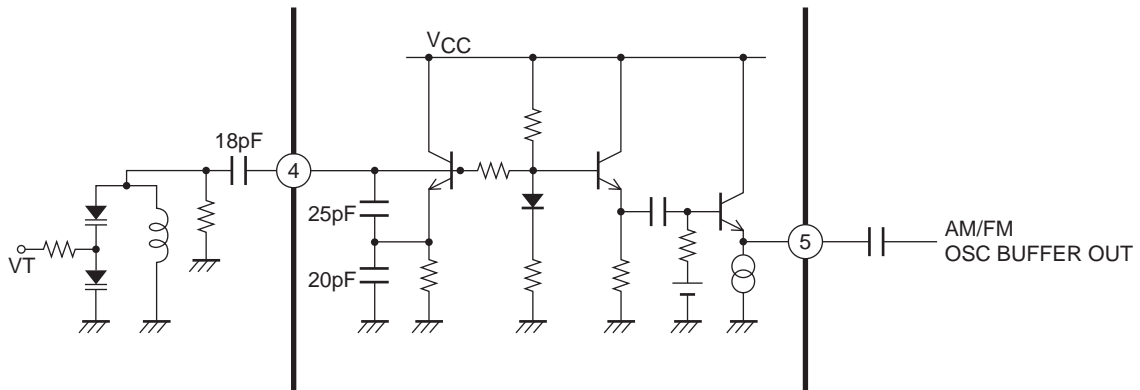 VCC
18pF
4
25pF
20pF
VT
5
AM/FM
OSC BUFFER OUT